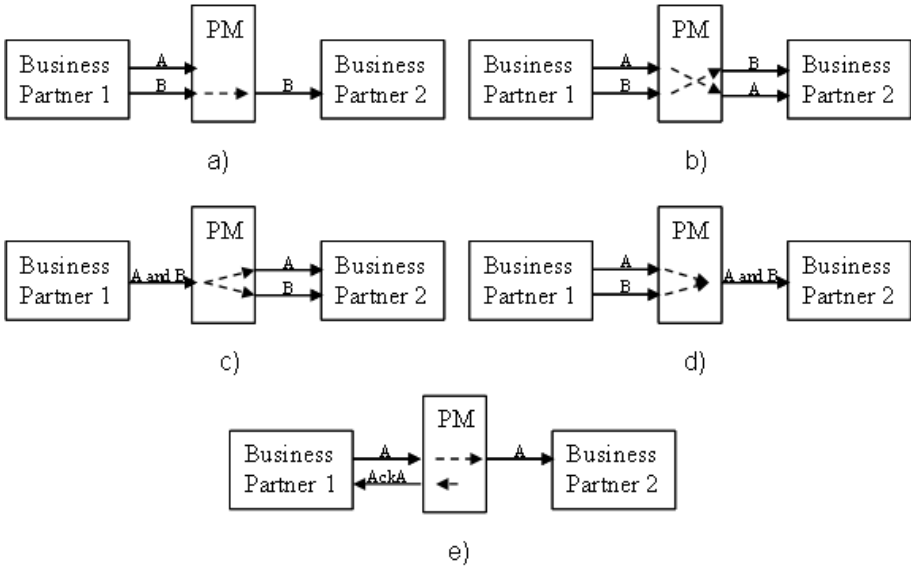 PM
Business
Partner 1
A
B
B
Business
Partner 2
a)
PM
Business
Partner 1
A
B
B
A
Business
Partner 2
b)
PM
Business
Partner 1
A and B
A
B
Business
Partner 2
c)
PM
Business
Partner 1
A
B
A and B
Business
Partner 2
d)
PM
Business
Partner 1
A
AckA
A
Business
Partner 2
e)